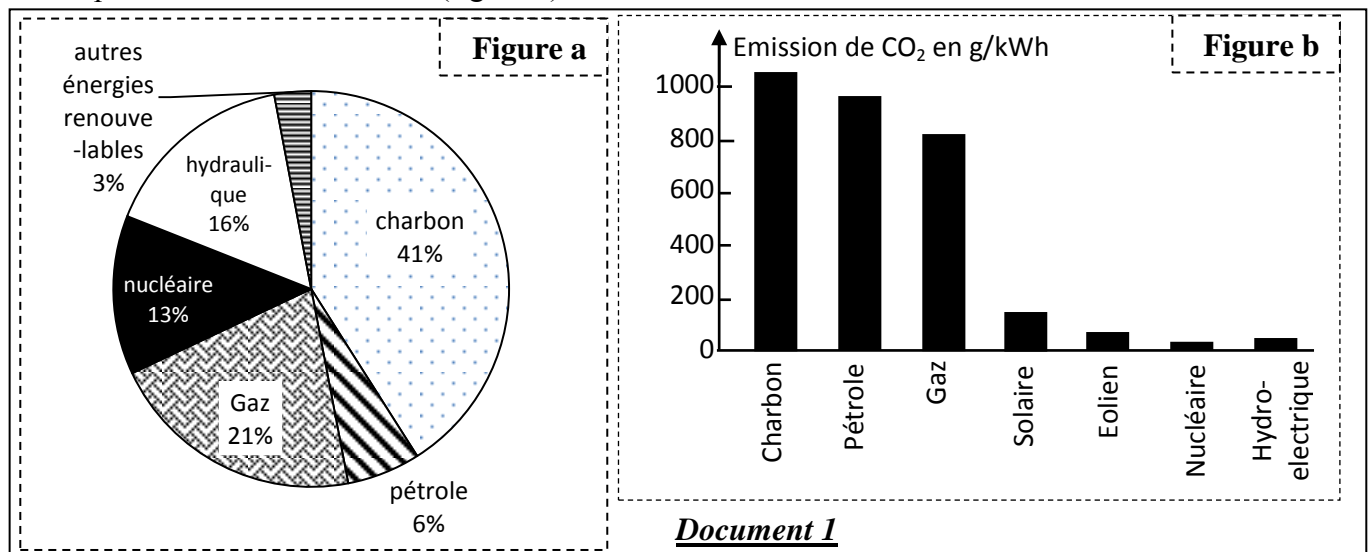 Figure a
autres
énergies
renouve
-lables
3%
hydrauli-
que
16%
charbon
41%
nucléaire
13%
Gaz
21%
pétrole
6%
Figure b
Emission de CO₂ en g/kWh
1000
800
600
400
200
0
Charbon
Pétrole
Gaz
Solaire
Eolien
Nucléaire
Hydro-
electrique
Document 1